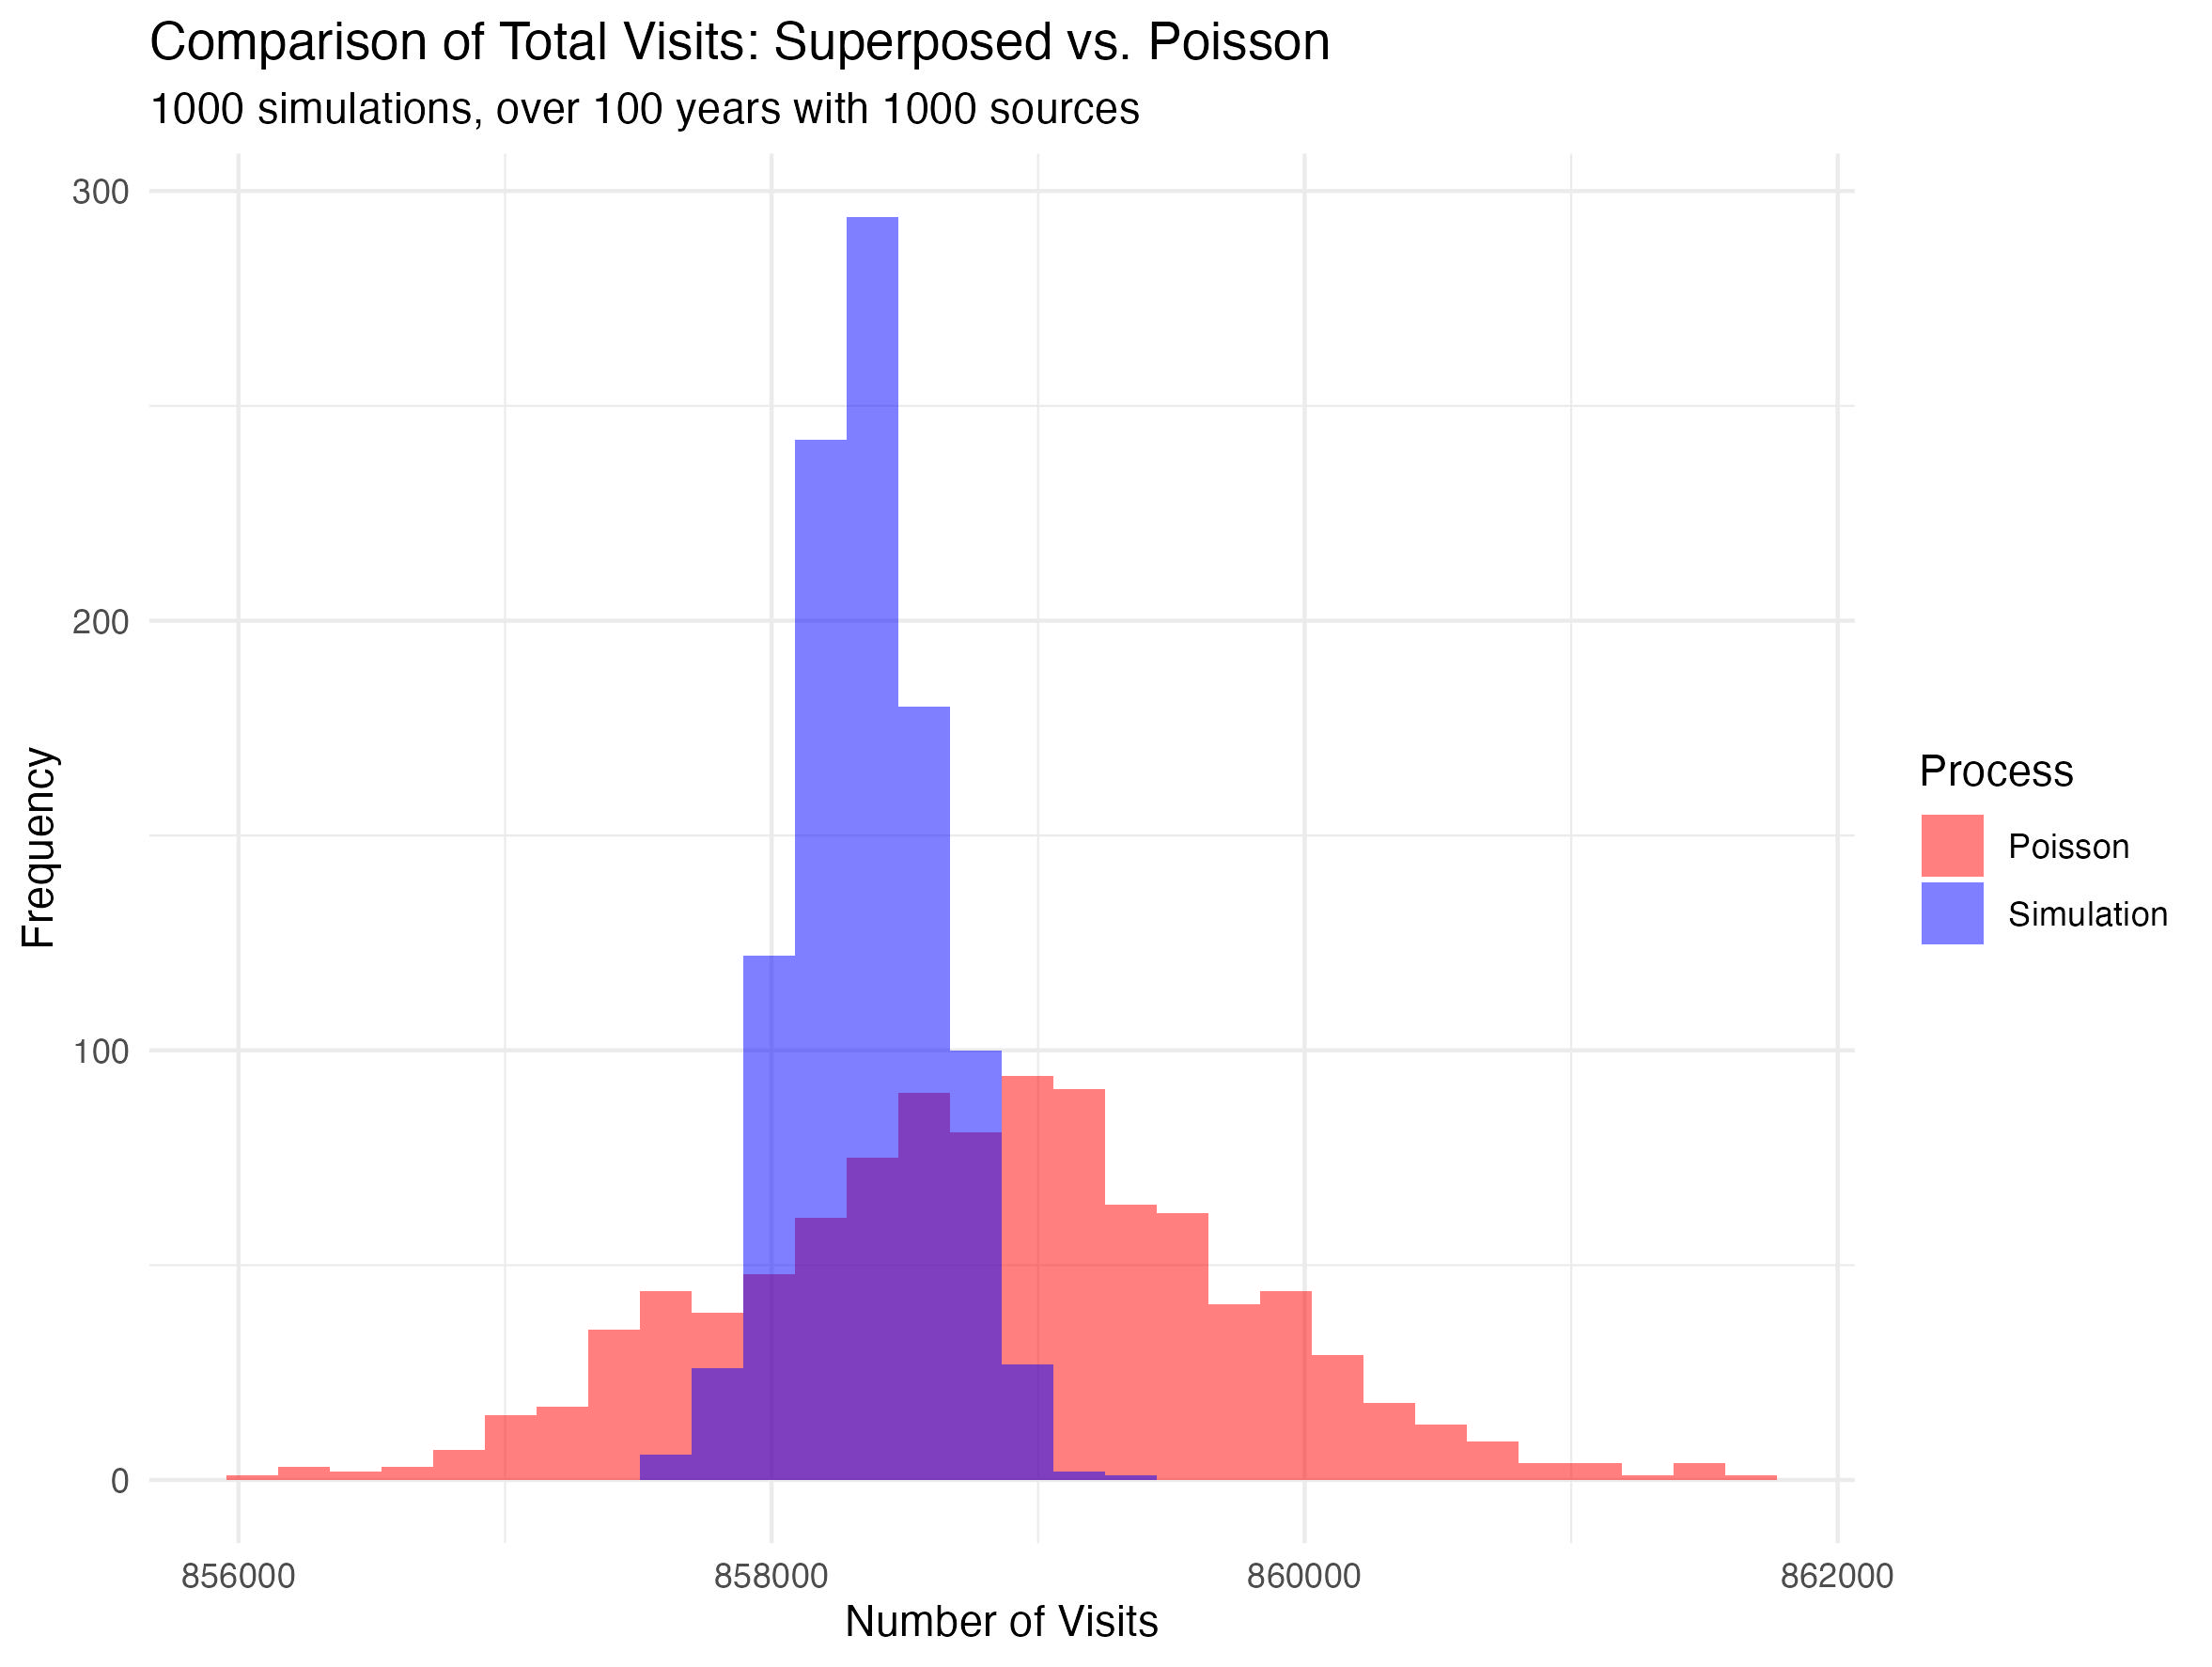 Comparison of Total Visits: Superposed vs. Poisson
1000 simulations, over 100 years with 1000 sources
300
200
100
0
Frequency
856000
858000
860000
862000
Number of Visits
Process
Poisson
Simulation